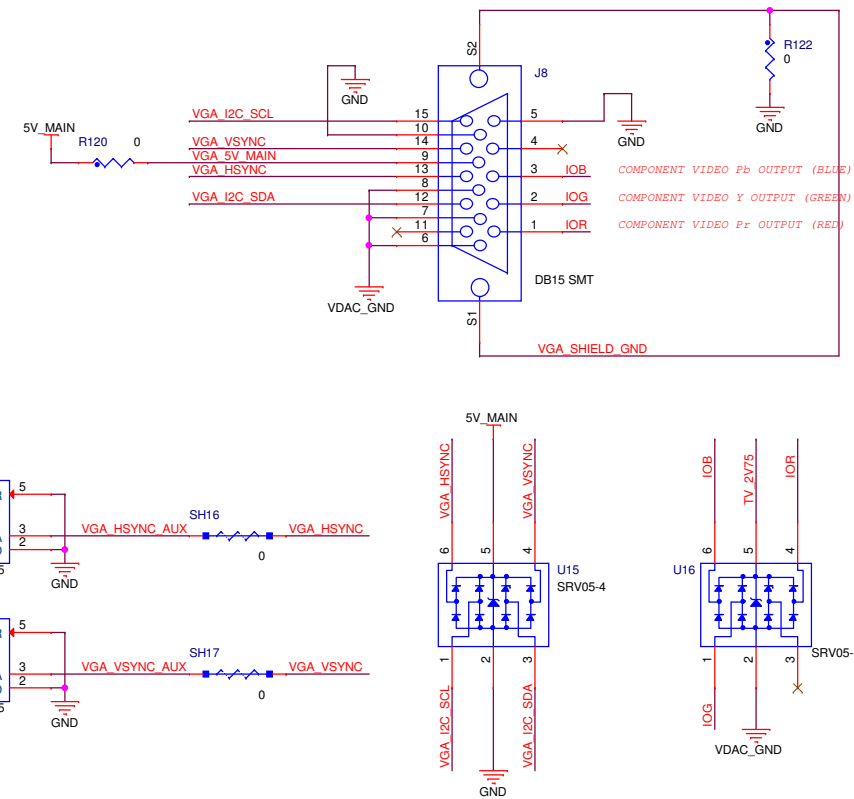 S2
R122
0
J8
GND
VGA_I2C_SCL
15
5
10
GND
GND
5V_MAIN
R120 0
VGA_VSYNC
14
4
VGA_5V_MAIN
9
VGA_HSYNC
13
3
IOB
COMPONENT VIDEO Pb OUTPUT (BLUE)
8
VGA_I2C_SDA
12
2
IOG
COMPONENT VIDEO Y OUTPUT (GREEN)
7
11
1
IOR
COMPONENT VIDEO Pr OUTPUT (RED)
6
DB15 SMT
VDAC_GND
S1
VGA_SHIELD_GND
5V_MAIN
VGA_HSYNC
VGA_VSYNC
IOB
TV_2V75
IOR
5
SH16
3
VGA_HSYNC_AUX
VGA_HSYNC
2
0
GND
6
5
4
U15
SRV05-4
6
5
4
U16
5
SH17
3
VGA_VSYNC_AUX
VGA_VSYNC
2
0
GND
1
2
3
1
2
3
SRV05-
VGA_I2C_SCL
VGA_I2C_SDA
IOG
VDAC_GND
GND